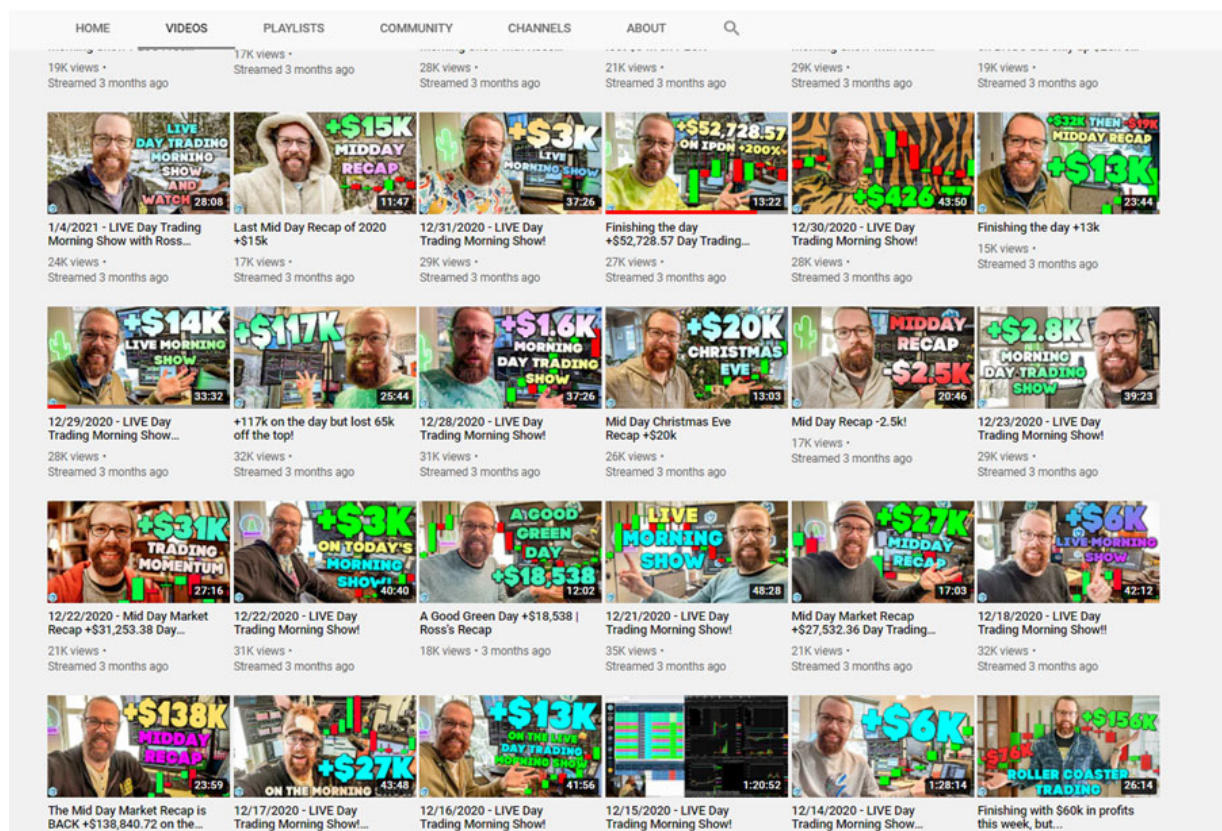 HOME VIDEOS PLAYLISTS COMMUNITY CHANNELS ABOUT
19K views •
Streamed 3 months ago
17K views •
Streamed 3 months ago
28K views •
Streamed 3 months ago
21K views •
Streamed 3 months ago
29K views •
Streamed 3 months ago
19K views •
Streamed 3 months ago
LIVE
DAY TRADING
MORNING
SHOW
AND
WATCH
28:08
1/4/2021 - LIVE Day Trading
Morning Show with Ross...
24K views •
Streamed 3 months ago
+$15K
MIDDAY
RECAP
11:47
Last Mid Day Recap of 2020
+$15k
17K views •
Streamed 3 months ago
+$3K
LIVE
MORNING SHOW
37:26
12/31/2020 - LIVE Day
Trading Morning Show!
29K views •
Streamed 3 months ago
+$52,728.57
ON IPDN +200%
13:22
Finishing the day
+$52,728.57 Day Trading...
27K views •
Streamed 3 months ago
+$426.77
43:50
12/30/2020 - LIVE Day
Trading Morning Show!
28K views •
Streamed 3 months ago
+$32K THEN -$19K
MIDDAY RECAP
+$13K
23:44
Finishing the day +13k
15K views •
Streamed 3 months ago
+$14K
LIVE MORNING
SHOW
33:32
12/29/2020 - LIVE Day
Trading Morning Show...
28K views •
Streamed 3 months ago
+$117K
25:44
+117k on the day but lost 65k
off the top!
32K views •
Streamed 3 months ago
+$1.6K
MORNING
DAY TRADING
SHOW
37:26
12/28/2020 - LIVE Day
Trading Morning Show!
31K views •
Streamed 3 months ago
+$20K
CHRISTMAS
EVE
13:03
Mid Day Christmas Eve
Recap +$20k
26K views •
Streamed 3 months ago
MIDDAY
RECAP
-$2.5K
20:46
Mid Day Recap -2.5k!
17K views •
Streamed 3 months ago
+$2.8K
MORNING
DAY TRADING
SHOW
39:23
12/23/2020 - LIVE Day
Trading Morning Show!
29K views •
Streamed 3 months ago
+$31K
TRADING
MOMENTUM
27:16
12/22/2020 - Mid Day Market
Recap +$31,253.38 Day...
21K views •
Streamed 3 months ago
+$3K
ON TODAY'S
MORNING
SHOW!
40:40
12/22/2020 - LIVE Day
Trading Morning Show!
31K views •
Streamed 3 months ago
A GOOD
GREEN
DAY
+$18,538
12:02
A Good Green Day +$18,538 |
Ross's Recap
18K views • 3 months ago
LIVE
MORNING
SHOW
48:28
12/21/2020 - LIVE Day
Trading Morning Show!
35K views •
Streamed 3 months ago
+$27K
MIDDAY
RECAP
17:03
Mid Day Market Recap
+$27,532.36 Day Trading...
21K views •
Streamed 3 months ago
+$6K
LIVE MORNING
SHOW
42:12
12/18/2020 - LIVE Day
Trading Morning Show!!
32K views •
Streamed 3 months ago
+$138K
MIDDAY
RECAP
23:59
The Mid Day Market Recap is
BACK +$138,840.72 on the...
+$27K
ON THE MORNING
43:48
12/17/2020 - LIVE Day
Trading Morning Show!...
+$13K
ON THE LIVE
DAY TRADING
MORNING SHOW
41:56
12/16/2020 - LIVE Day
Trading Morning Show!
1:20:52
12/15/2020 - LIVE Day
Trading Morning Show!
+$6K
1:28:14
12/14/2020 - LIVE Day
Trading Morning Show...
+$156K
-$76K
ROLLER COASTER
TRADING
26:14
Finishing with $60k in profits
this week, but...